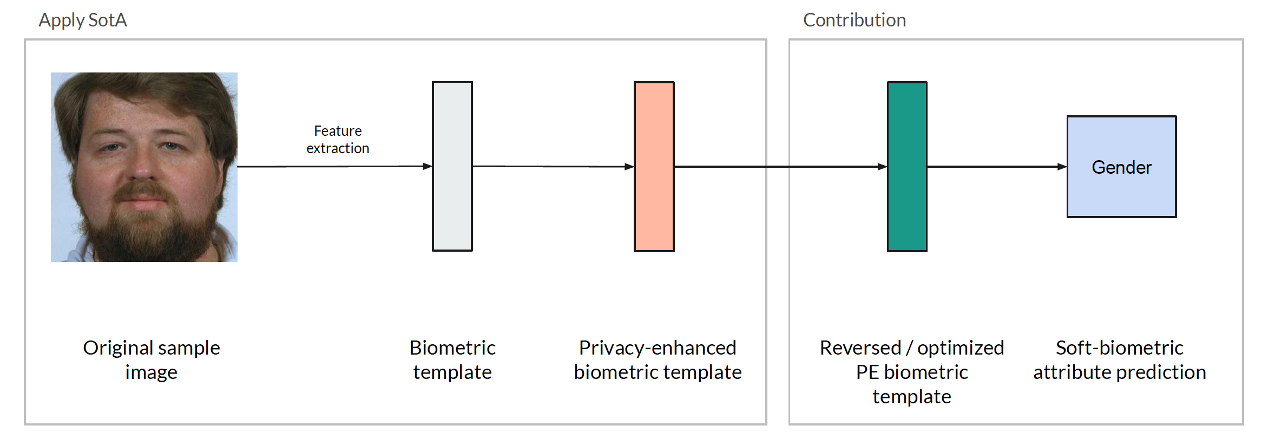 Apply SotA
Contribution
Feature
extraction
Gender
Original sample
image
Biometric
template
Privacy-enhanced
biometric template
Reversed / optimized
PE biometric
template
Soft-biometric
attribute prediction